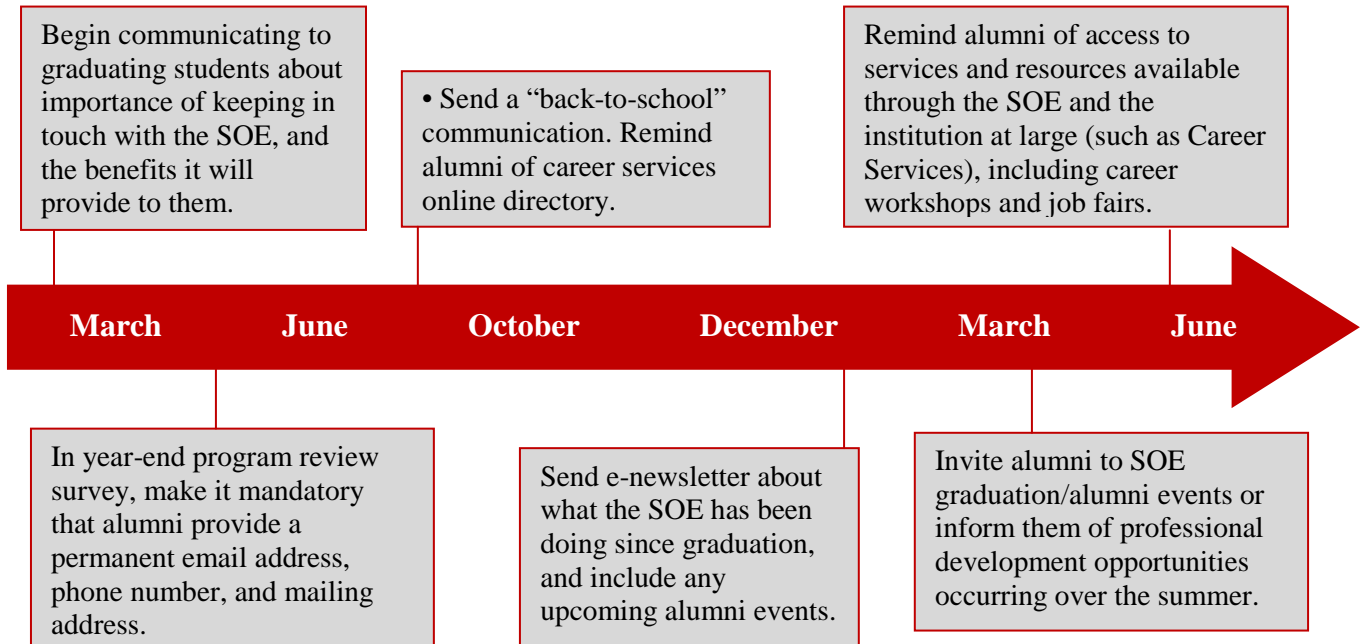 Begin communicating to
graduating students about
importance of keeping in
touch with the SOE, and
the benefits it will
provide to them.
• Send a “back-to-school”
communication. Remind
alumni of career services
online directory.
Remind alumni of access to
services and resources available
through the SOE and the
institution at large (such as Career
Services), including career
workshops and job fairs.
March June October December March June
In year-end program review
survey, make it mandatory
that alumni provide a
permanent email address,
phone number, and mailing
address.
Send e-newsletter about
what the SOE has been
doing since graduation,
and include any
upcoming alumni events.
Invite alumni to SOE
graduation/alumni events or
inform them of professional
development opportunities
occurring over the summer.